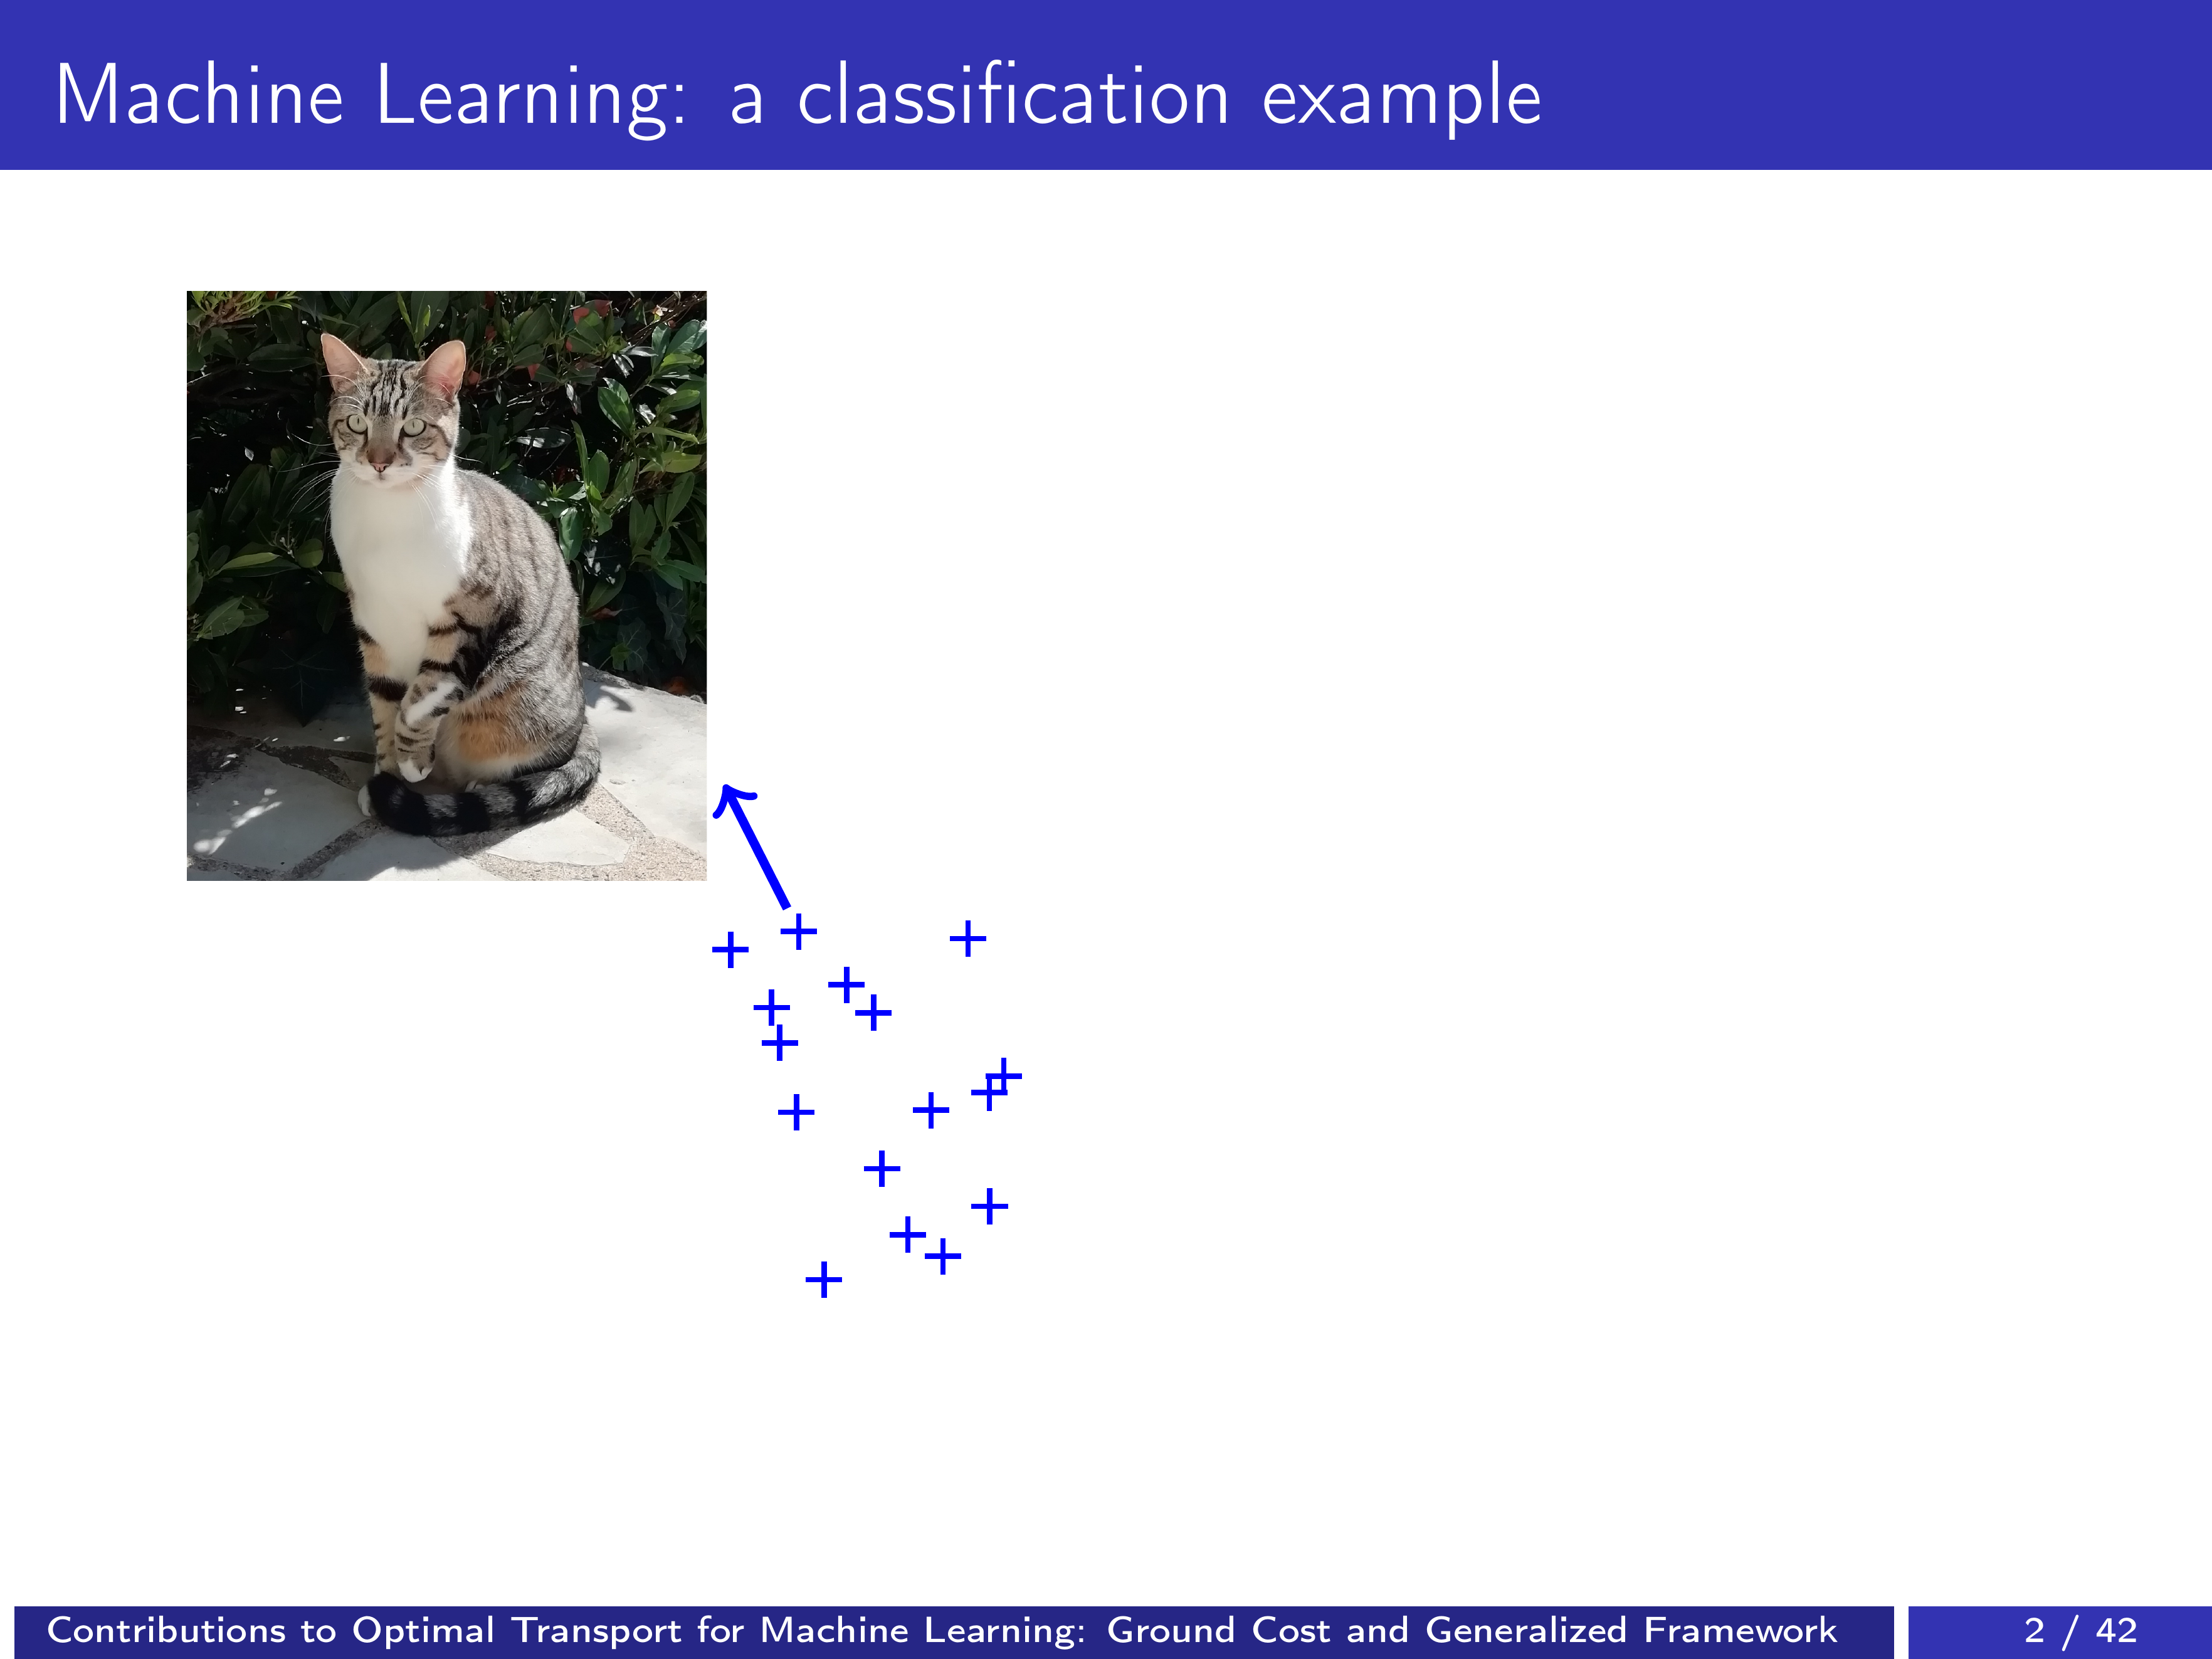 Machine Learning: a classification example
Contributions to Optimal Transport for Machine Learning: Ground Cost and Generalized Framework
2 / 42